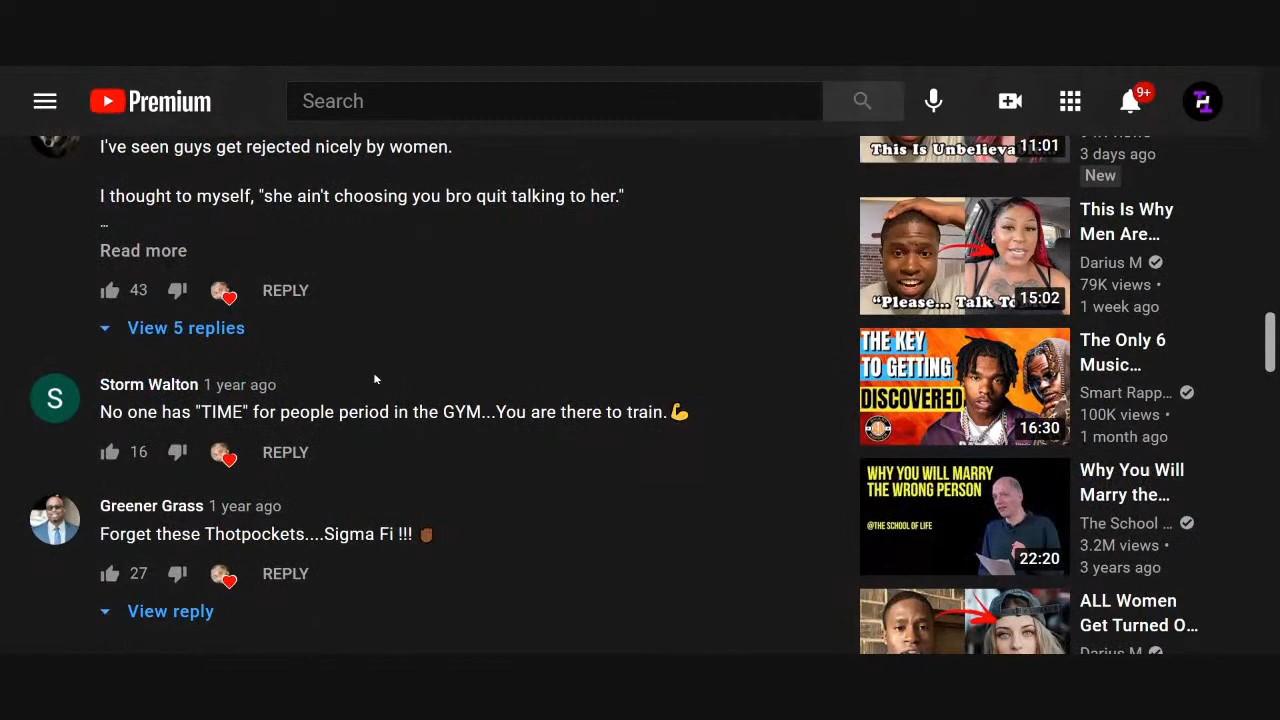 Premium
Search
9+
I've seen guys get rejected nicely by women.
I thought to myself, "she ain't choosing you bro quit talking to her."
...
Read more
43
REPLY
View 5 replies
S
Storm Walton 1 year ago
No one has "TIME" for people period in the GYM...You are there to train.💪
16
REPLY
Greener Grass 1 year ago
Forget these Thotpockets....Sigma Fi !!! ✊🏾
27
REPLY
View reply
This Is Unbelieva
11:01
3 days ago
New
"Please... Talk To
15:02
This Is Why
Men Are...
Darius M
79K views •
1 week ago
THE KEY
TO GETTING
DISCOVERED
16:30
The Only 6
Music...
Smart Rapp...
100K views •
1 month ago
WHY YOU WILL MARRY
THE WRONG PERSON
@THE SCHOOL OF LIFE
22:20
Why You Will
Marry the...
The School ...
3.2M views •
3 years ago
ALL Women
Get Turned O...
Darius M